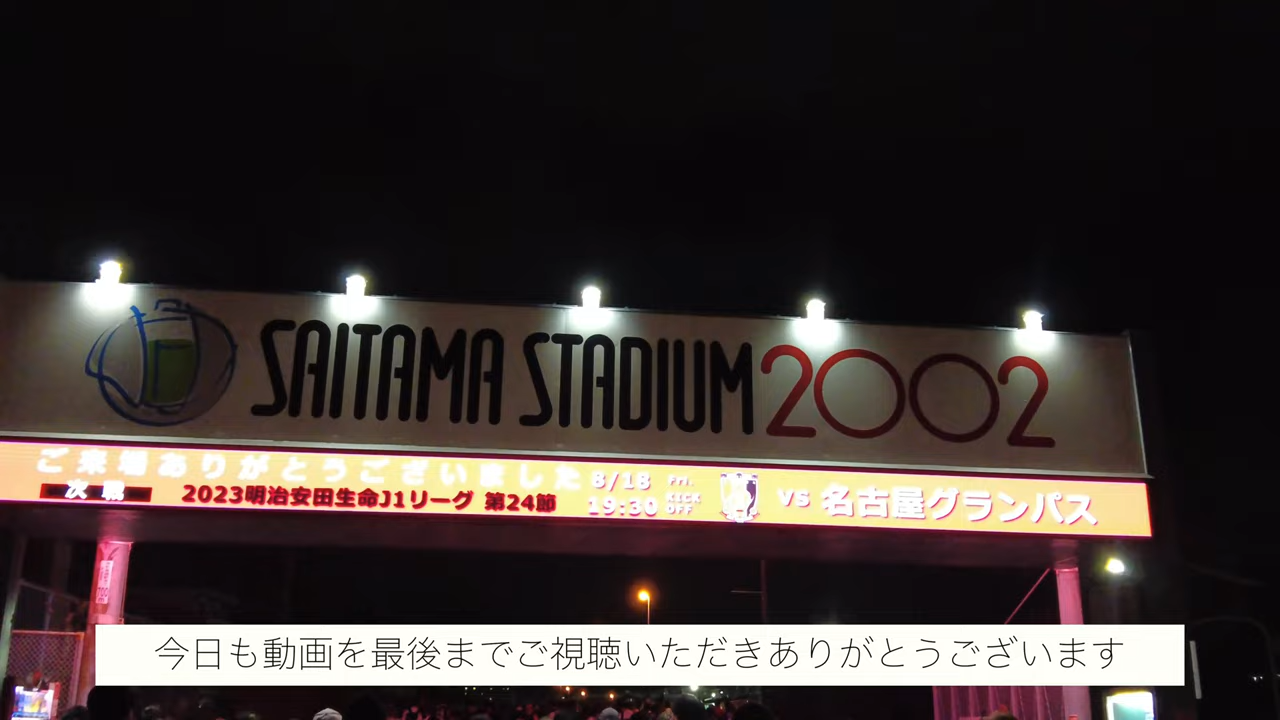 SAITAMA STADIUM 2002
ご来場ありがとうございました
次戦 2023明治安田生命J1リーグ 第24節
8/18 Fri.
19:30 KICK OFF
vs 名古屋グランパス
今日も動画を最後までご視聴いただきありがとうございます